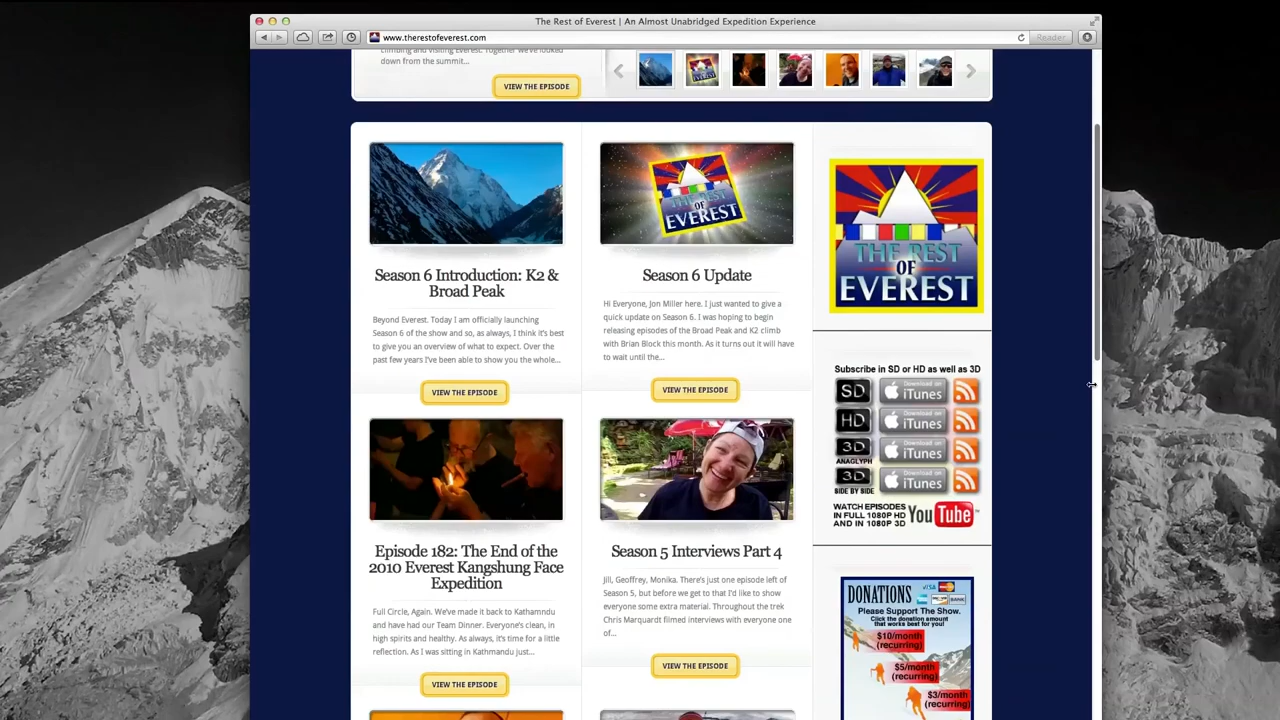 The Rest of Everest | An Almost Unabridged Expedition Experience
www.therestofeverest.com
Reader
climbing and visiting Everest. Together we've looked
down from the summit...
VIEW THE EPISODE
Season 6 Introduction: K2 &
Broad Peak
Beyond Everest. Today I am officially launching
Season 6 of the show and so, as always, I think it's best
to give you an overview of what to expect. Over the
past few years I've been able to show you the whole...
VIEW THE EPISODE
THE REST
OF
EVEREST
Season 6 Update
Hi Everyone, Jon Miller here. I just wanted to give a
quick update on Season 6. I was hoping to begin
releasing episodes of the Broad Peak and K2 climb
with Brian Block this month. As it turns out it will have
to wait until the...
VIEW THE EPISODE
Episode 182: The End of the
2010 Everest Kangshung Face
Expedition
Full Circle, Again. We've made it back to Kathamndu
and have had our Team Dinner. Everyone's clean, in
high spirits and healthy. As always, it's time for a little
reflection. As I was sitting in Kathmandu just...
VIEW THE EPISODE
Season 5 Interviews Part 4
Jill, Geoffrey, Monika. There's just one episode left of
Season 5, but before we get to that I'd like to show
everyone some extra material. Throughout the trek
Chris Marquardt filmed interviews with everyone one
of...
VIEW THE EPISODE
THE REST
OF
EVEREST
Subscribe in SD or HD as well as 3D
SD Download on iTunes
HD Download on iTunes
3D Download on iTunes
ANAGLYPH
3D Download on iTunes
SIDE BY SIDE
WATCH EPISODES
IN FULL 1080P HD
AND IN 1080P 3D
YouTube
DONATIONS
VISA
BANK
Please Support The Show.
Click the donation amount
that works best for you!
$10/month
(recurring)
$5/month
(recurring)
$3/month
(recurring)